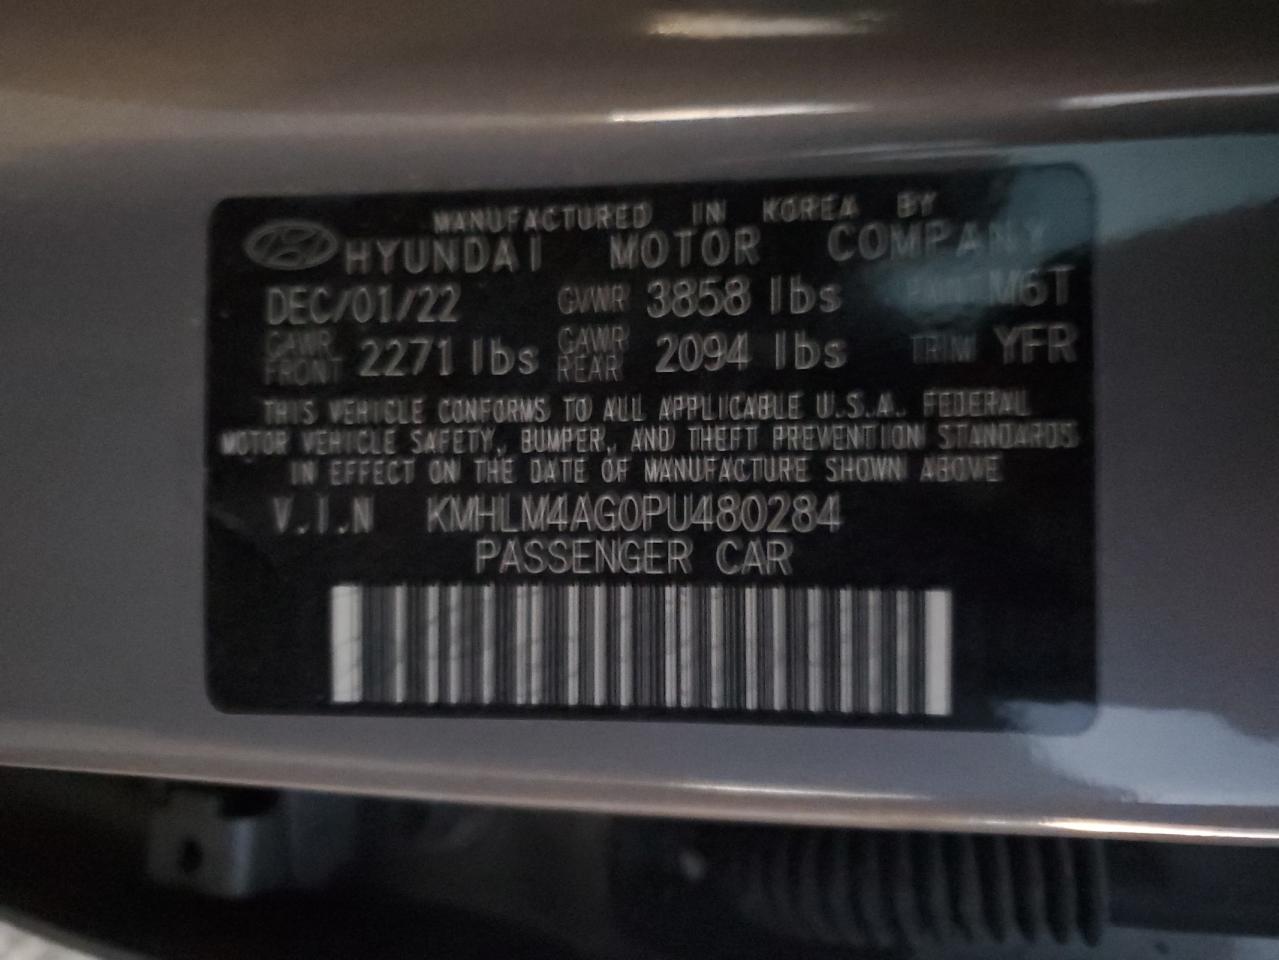 MANUFACTURED IN KOREA BY
HYUNDAI MOTOR COMPANY
DEC/01/22 GVWR 3858 lbs PAINT M6T
GAWR FRONT 2271 lbs GAWR REAR 2094 lbs TRIM YFR
THIS VEHICLE CONFORMS TO ALL APPLICABLE U.S.A. FEDERAL
MOTOR VEHICLE SAFETY, BUMPER, AND THEFT PREVENTION STANDARDS
IN EFFECT ON THE DATE OF MANUFACTURE SHOWN ABOVE
V.I.N KMHLM4AG0PU480284
PASSENGER CAR